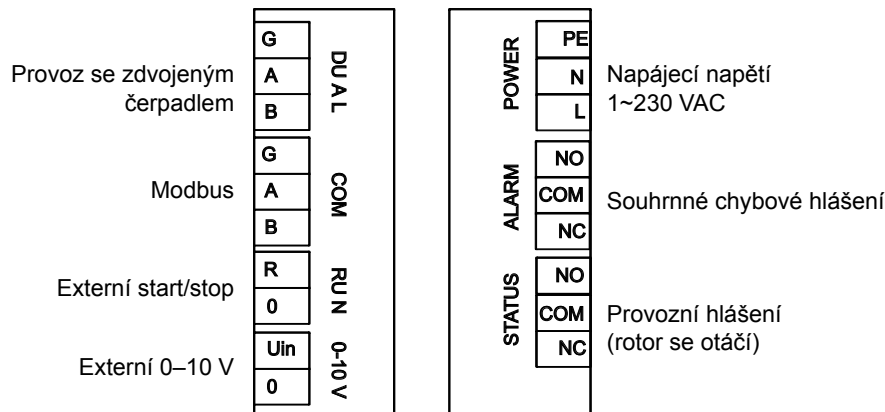 Provoz se zdvojeným
čerpadlem
G
A
B
DUAL
Modbus
G
A
B
COM
Externí start/stop
R
0
RUN
Externí 0–10 V
Uin
0
0-10 V
POWER
PE
N
L
Napájecí napětí
1~230 VAC
ALARM
NO
COM
NC
Souhrnné chybové hlášení
STATUS
NO
COM
NC
Provozní hlášení
(rotor se otáčí)